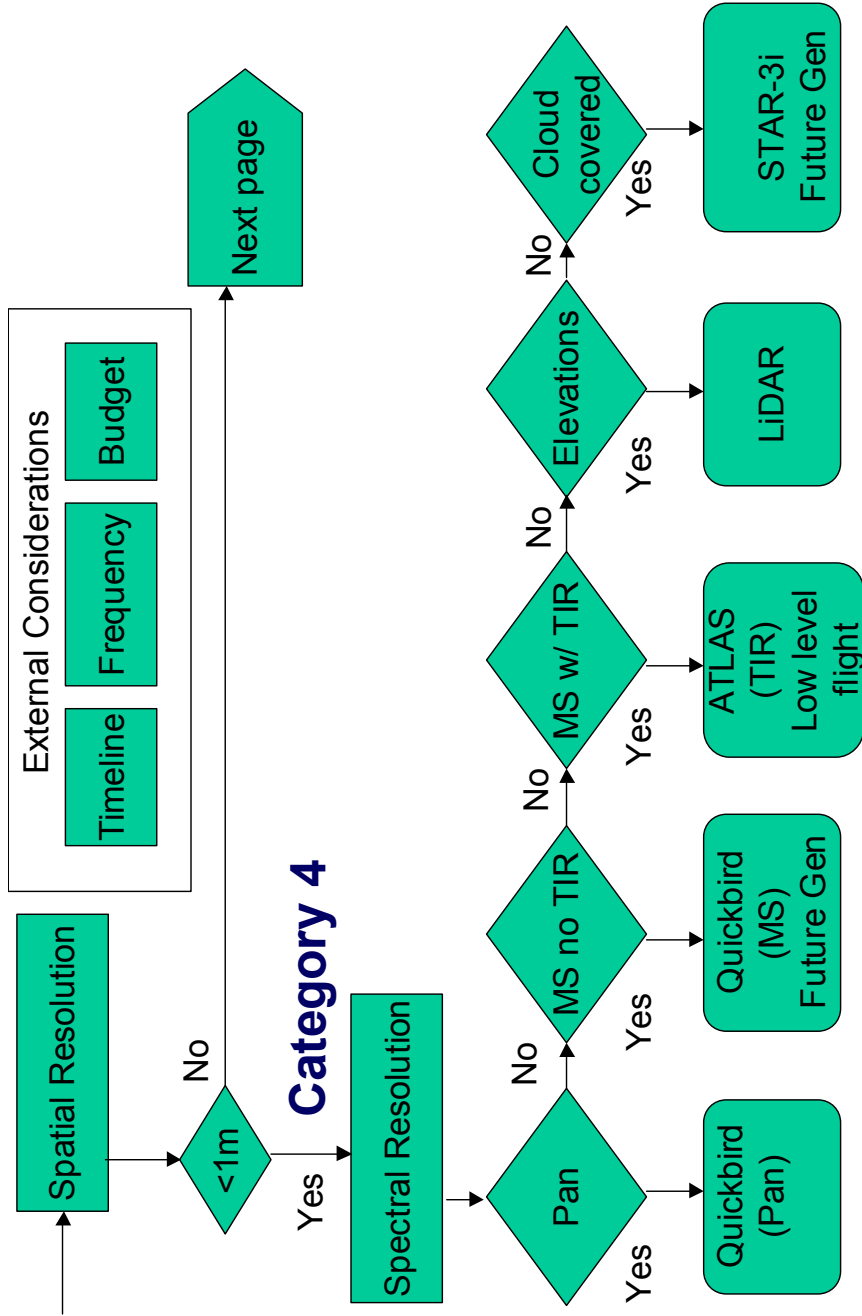 Spatial Resolution
External Considerations
Timeline
Frequency
Budget
<1m
No
Next page
Yes
Category 4
Spectral Resolution
Pan
No
MS no TIR
No
MS w/ TIR
No
Elevations
No
Cloud
covered
Yes
Yes
Yes
Yes
Yes
Quickbird
(Pan)
Quickbird
(MS)
Future Gen
ATLAS
(TIR)
Low level
flight
LiDAR
STAR-3i
Future Gen